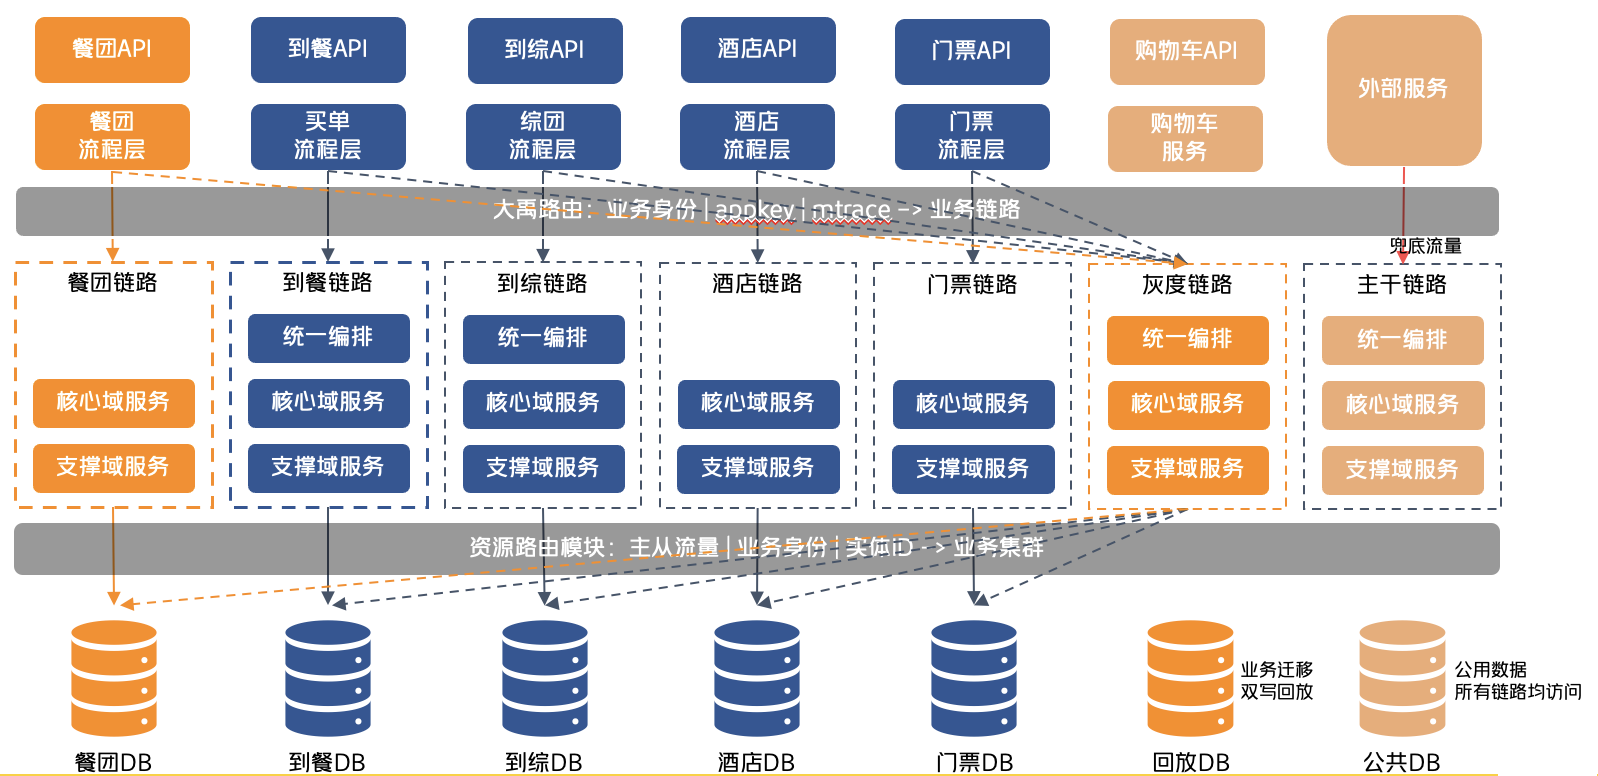 餐团API
到餐API
到综API
酒店API
门票API
购物车API
外部服务
餐团
流程层
买单
流程层
综团
流程层
酒店
流程层
门票
流程层
购物车
服务
大禹路由：业务身份 | appkey | mtrace –> 业务链路
兜底流量
餐团链路
到餐链路
到综链路
酒店链路
门票链路
灰度链路
主干链路
统一编排
统一编排
统一编排
统一编排
核心域服务
核心域服务
核心域服务
核心域服务
核心域服务
核心域服务
核心域服务
支撑域服务
支撑域服务
支撑域服务
支撑域服务
支撑域服务
支撑域服务
支撑域服务
资源路由模块：主从流量 | 业务身份 | 实体ID –> 业务集群
业务迁移
双写回放
公用数据
所有链路均访问
餐团DB
到餐DB
到综DB
酒店DB
门票DB
回放DB
公共DB